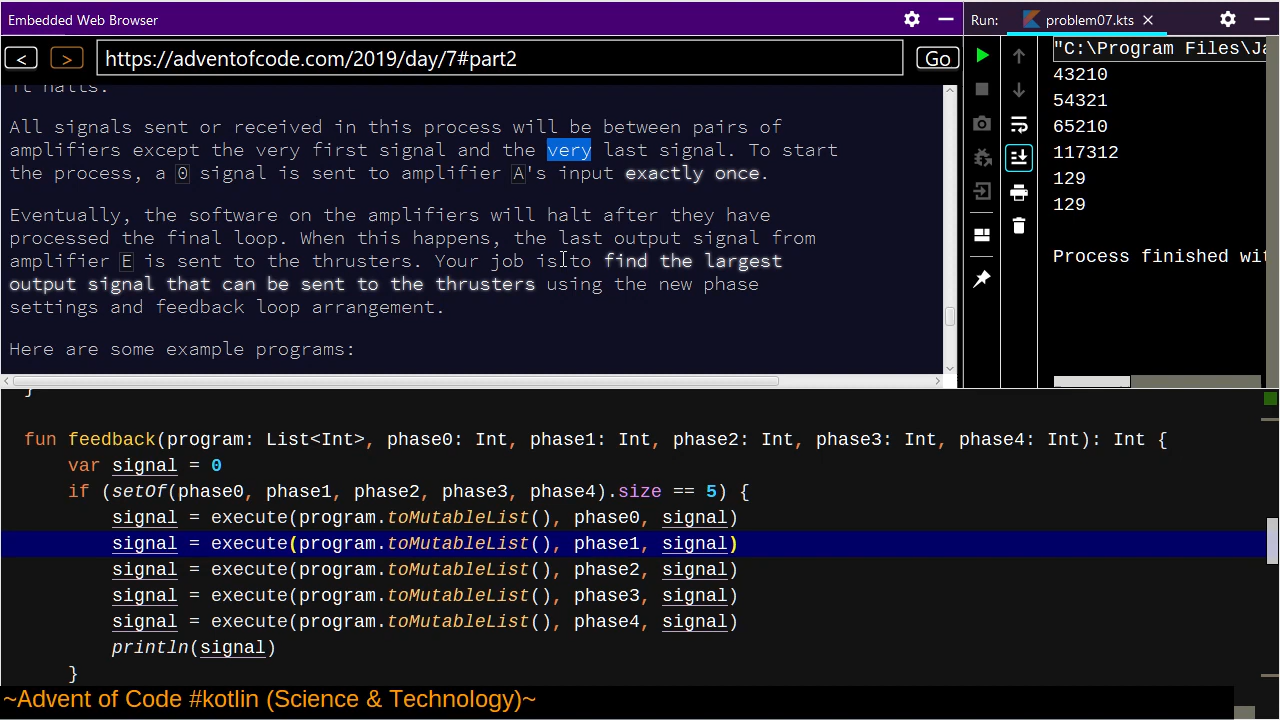 Embedded Web Browser
< > https://adventofcode.com/2019/day/7#part2 Go
it halts.
All signals sent or received in this process will be between pairs of
amplifiers except the very first signal and the very last signal. To start
the process, a 0 signal is sent to amplifier A's input exactly once.
Eventually, the software on the amplifiers will halt after they have
processed the final loop. When this happens, the last output signal from
amplifier E is sent to the thrusters. Your job is to find the largest
output signal that can be sent to the thrusters using the new phase
settings and feedback loop arrangement.
Here are some example programs:
Run: problem07.kts
"C:\Program Files\Ja
43210
54321
65210
117312
129
129
Process finished wit
}
fun feedback(program: List<Int>, phase0: Int, phase1: Int, phase2: Int, phase3: Int, phase4: Int): Int {
var signal = 0
if (setOf(phase0, phase1, phase2, phase3, phase4).size == 5) {
signal = execute(program.toMutableList(), phase0, signal)
signal = execute(program.toMutableList(), phase1, signal)
signal = execute(program.toMutableList(), phase2, signal)
signal = execute(program.toMutableList(), phase3, signal)
signal = execute(program.toMutableList(), phase4, signal)
println(signal)
}
~Advent of Code #kotlin (Science & Technology)~